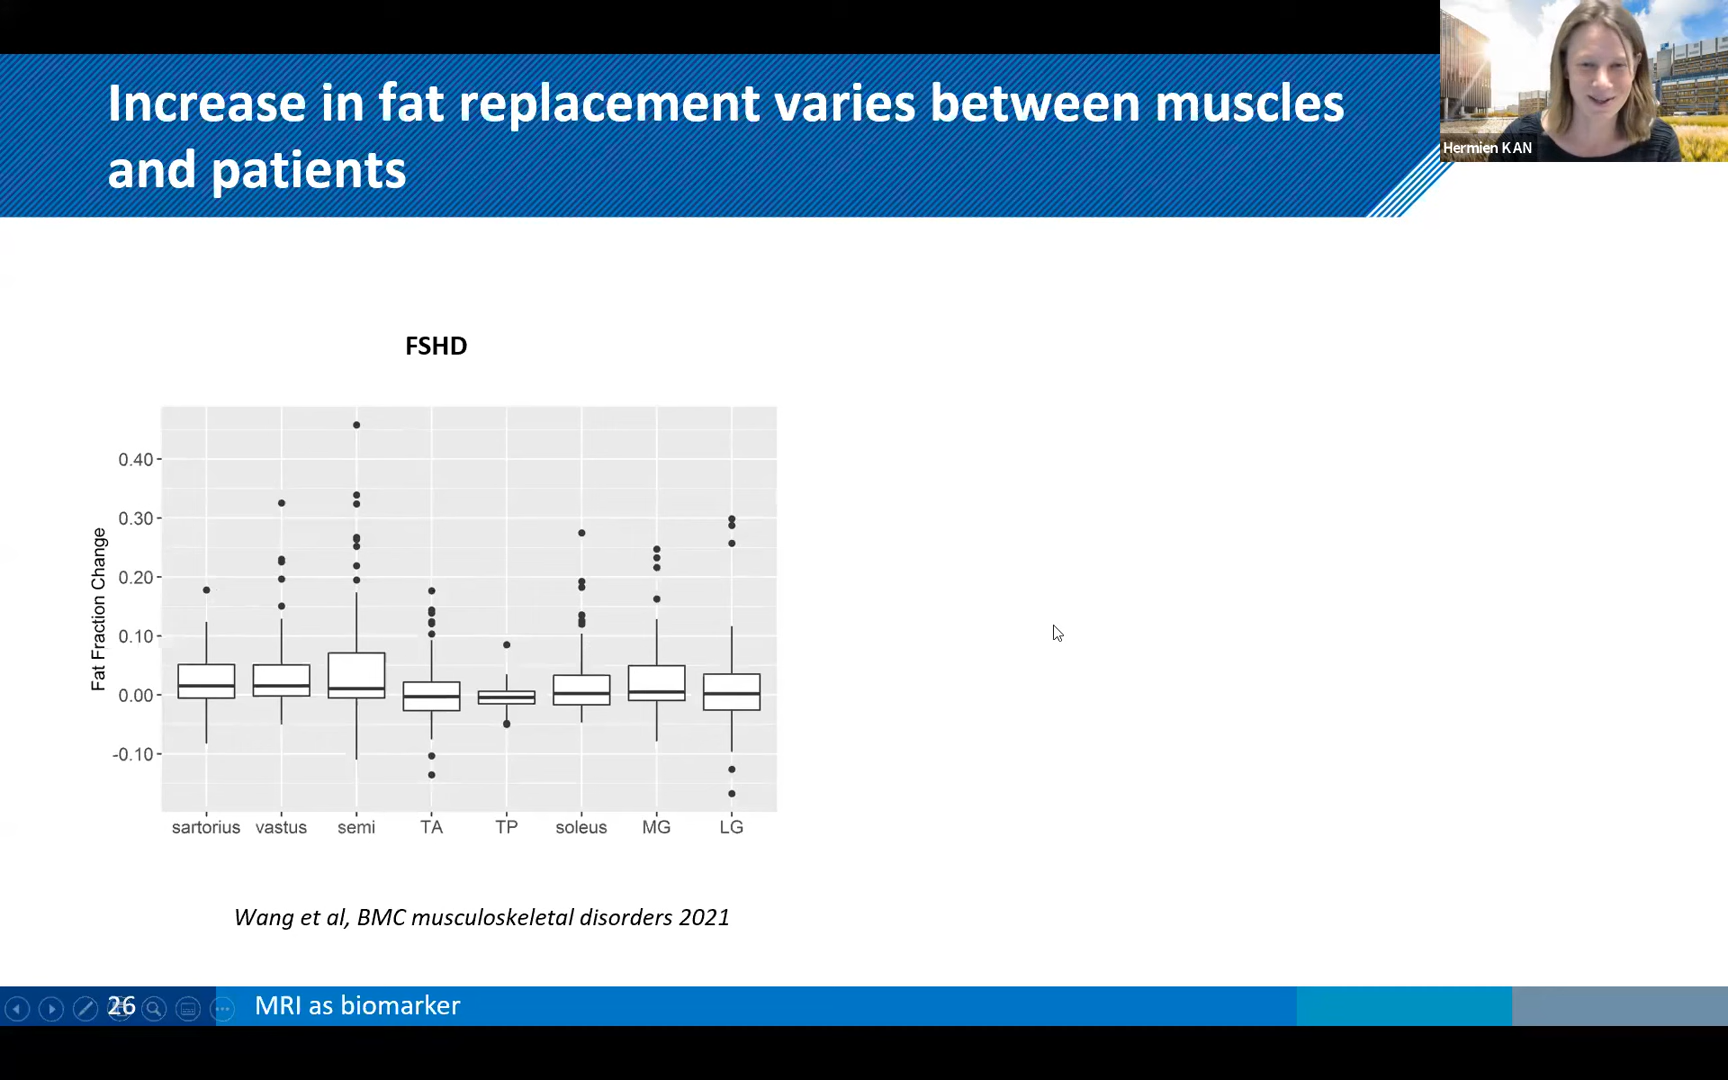 Increase in fat replacement varies between muscles
and patients
Hermien KAN
FSHD
Fat Fraction Change
0.40
0.30
0.20
0.10
0.00
-0.10
sartorius vastus semi TA TP soleus MG LG
Wang et al, BMC musculoskeletal disorders 2021
26 MRI as biomarker